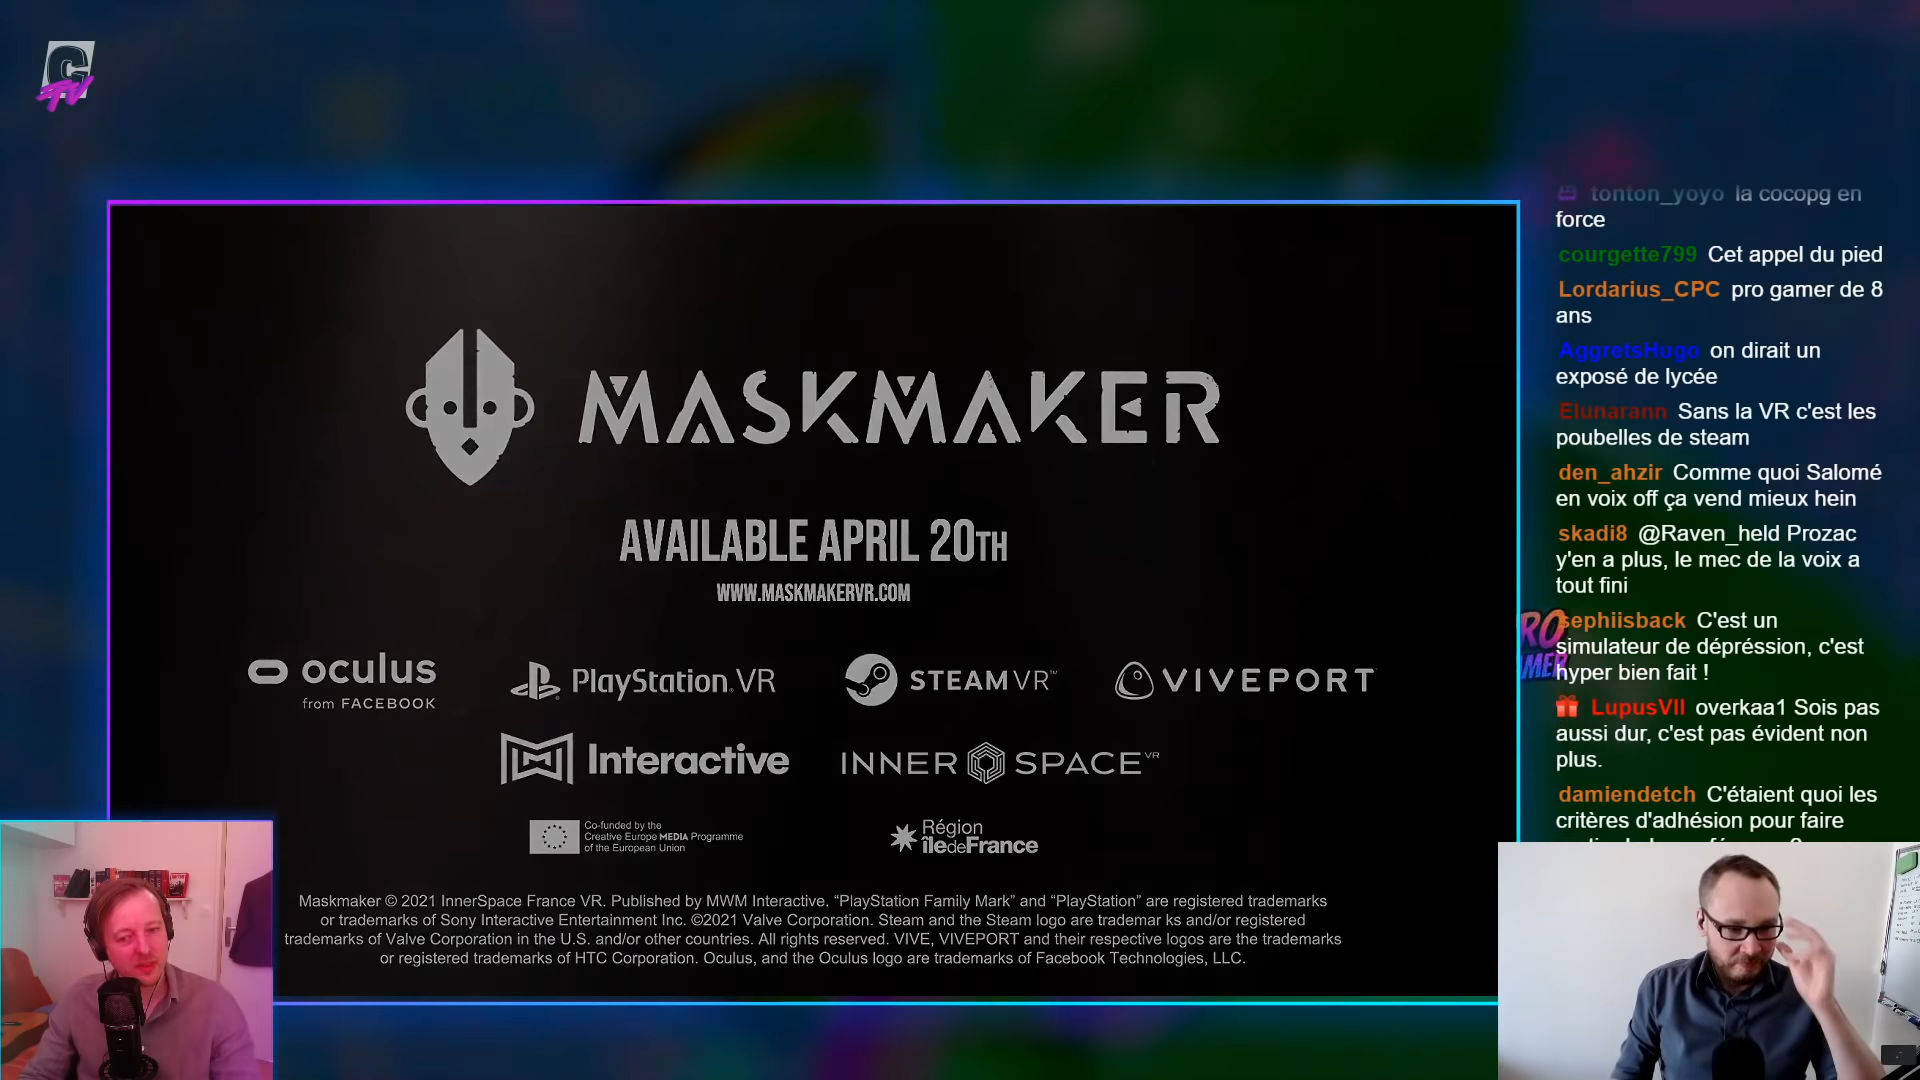 C
TV
tonton_yoyo la cocopg en
force
courgette799 Cet appel du pied
Lordarius_CPC pro gamer de 8
ans
AggretsHugo on dirait un
exposé de lycée
Elunarann Sans la VR c'est les
poubelles de steam
den_ahzir Comme quoi Salomé
en voix off ça vend mieux hein
skadi8 @Raven_held Prozac
y'en a plus, le mec de la voix a
tout fini
sephiisback C'est un
simulateur de dépréssion, c'est
hyper bien fait !
LupusVII overkaa1 Sois pas
aussi dur, c'est pas évident non
plus.
damiendetch C'étaient quoi les
critères d'adhésion pour faire
MASKMAKER
AVAILABLE APRIL 20TH
WWW.MASKMAKERVR.COM
oculus
from FACEBOOK
PlayStation®VR
STEAMVR™
VIVEPORT
Interactive
INNERSPACE VR
Co-funded by the
Creative Europe MEDIA Programme
of the European Union
Région
îledeFrance
Maskmaker © 2021 InnerSpace France VR. Published by MWM Interactive. “PlayStation Family Mark” and “PlayStation” are registered trademarks
or trademarks of Sony Interactive Entertainment Inc. ©2021 Valve Corporation. Steam and the Steam logo are trademar ks and/or registered
trademarks of Valve Corporation in the U.S. and/or other countries. All rights reserved. VIVE, VIVEPORT and their respective logos are the trademarks
or registered trademarks of HTC Corporation. Oculus, and the Oculus logo are trademarks of Facebook Technologies, LLC.